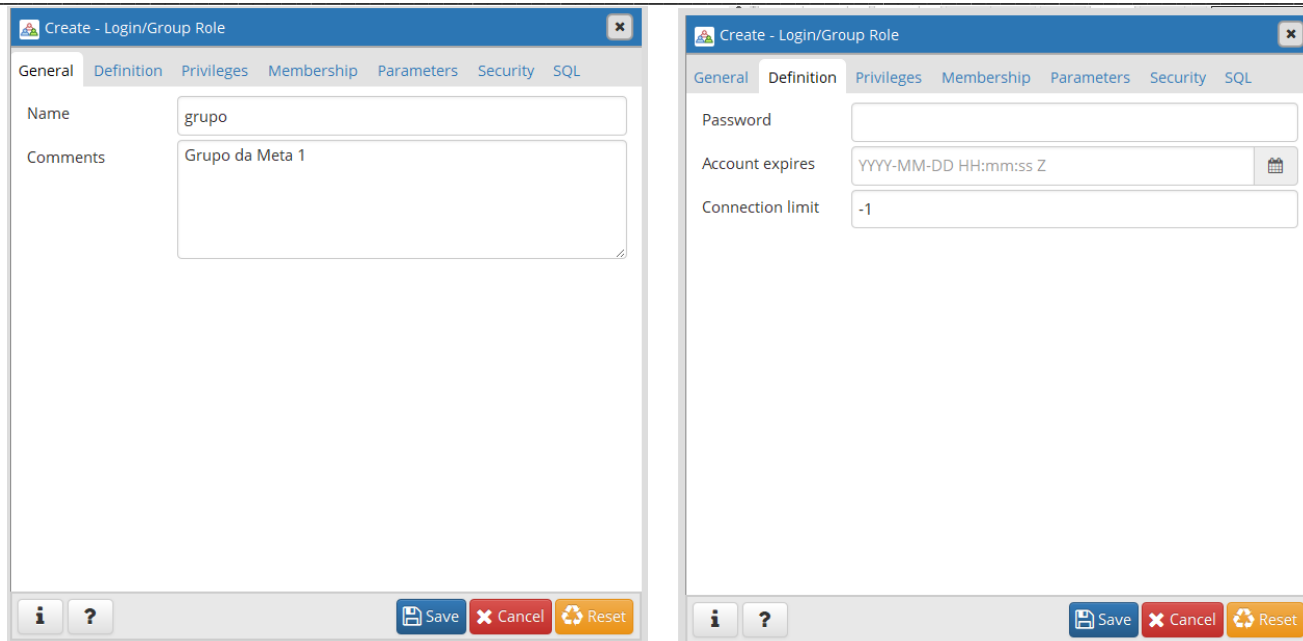 Create - Login/Group Role
General Definition Privileges Membership Parameters Security SQL
Name grupo
Comments Grupo da Meta 1
i ? Save Cancel Reset
Create - Login/Group Role
General Definition Privileges Membership Parameters Security SQL
Password
Account expires YYYY-MM-DD HH:mm:ss Z
Connection limit -1
i ? Save Cancel Reset